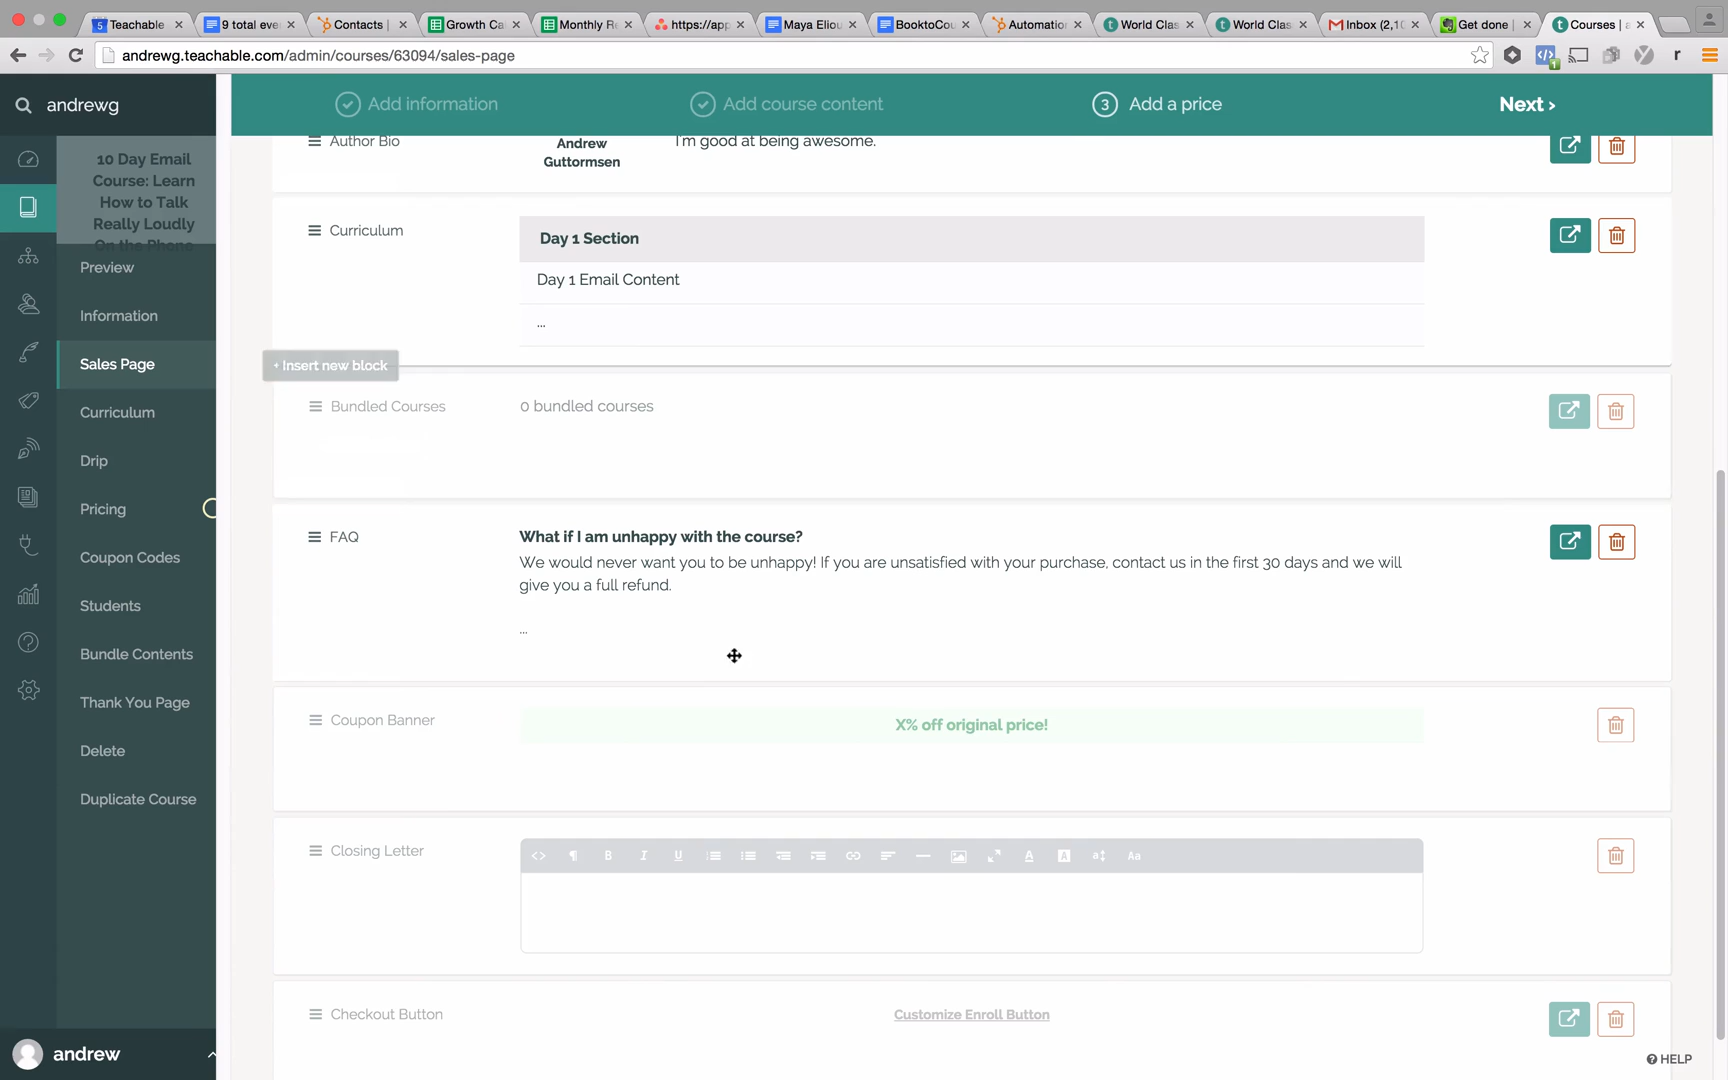 Teachable
9 total eve
Contacts |
Growth Ca
Monthly Re
https://app
Maya Eliou
BooktoCou
Automation
World Clas
World Clas
Inbox (2,10
Get done |
Courses | a
andrewg.teachable.com/admin/courses/63094/sales-page
andrewg
Add information
Add course content
3 Add a price
Next ›
10 Day Email
Course: Learn
How to Talk
Really Loudly
On the Phone
Preview
Information
Sales Page
Curriculum
Drip
Pricing
Coupon Codes
Students
Bundle Contents
Thank You Page
Delete
Duplicate Course
andrew
Author Bio
Andrew
Guttormsen
I'm good at being awesome.
Curriculum
Day 1 Section
Day 1 Email Content
...
+ Insert new block
Bundled Courses
0 bundled courses
FAQ
What if I am unhappy with the course?
We would never want you to be unhappy! If you are unsatisfied with your purchase, contact us in the first 30 days and we will
give you a full refund.
...
Coupon Banner
X% off original price!
Closing Letter
Checkout Button
Customize Enroll Button
HELP